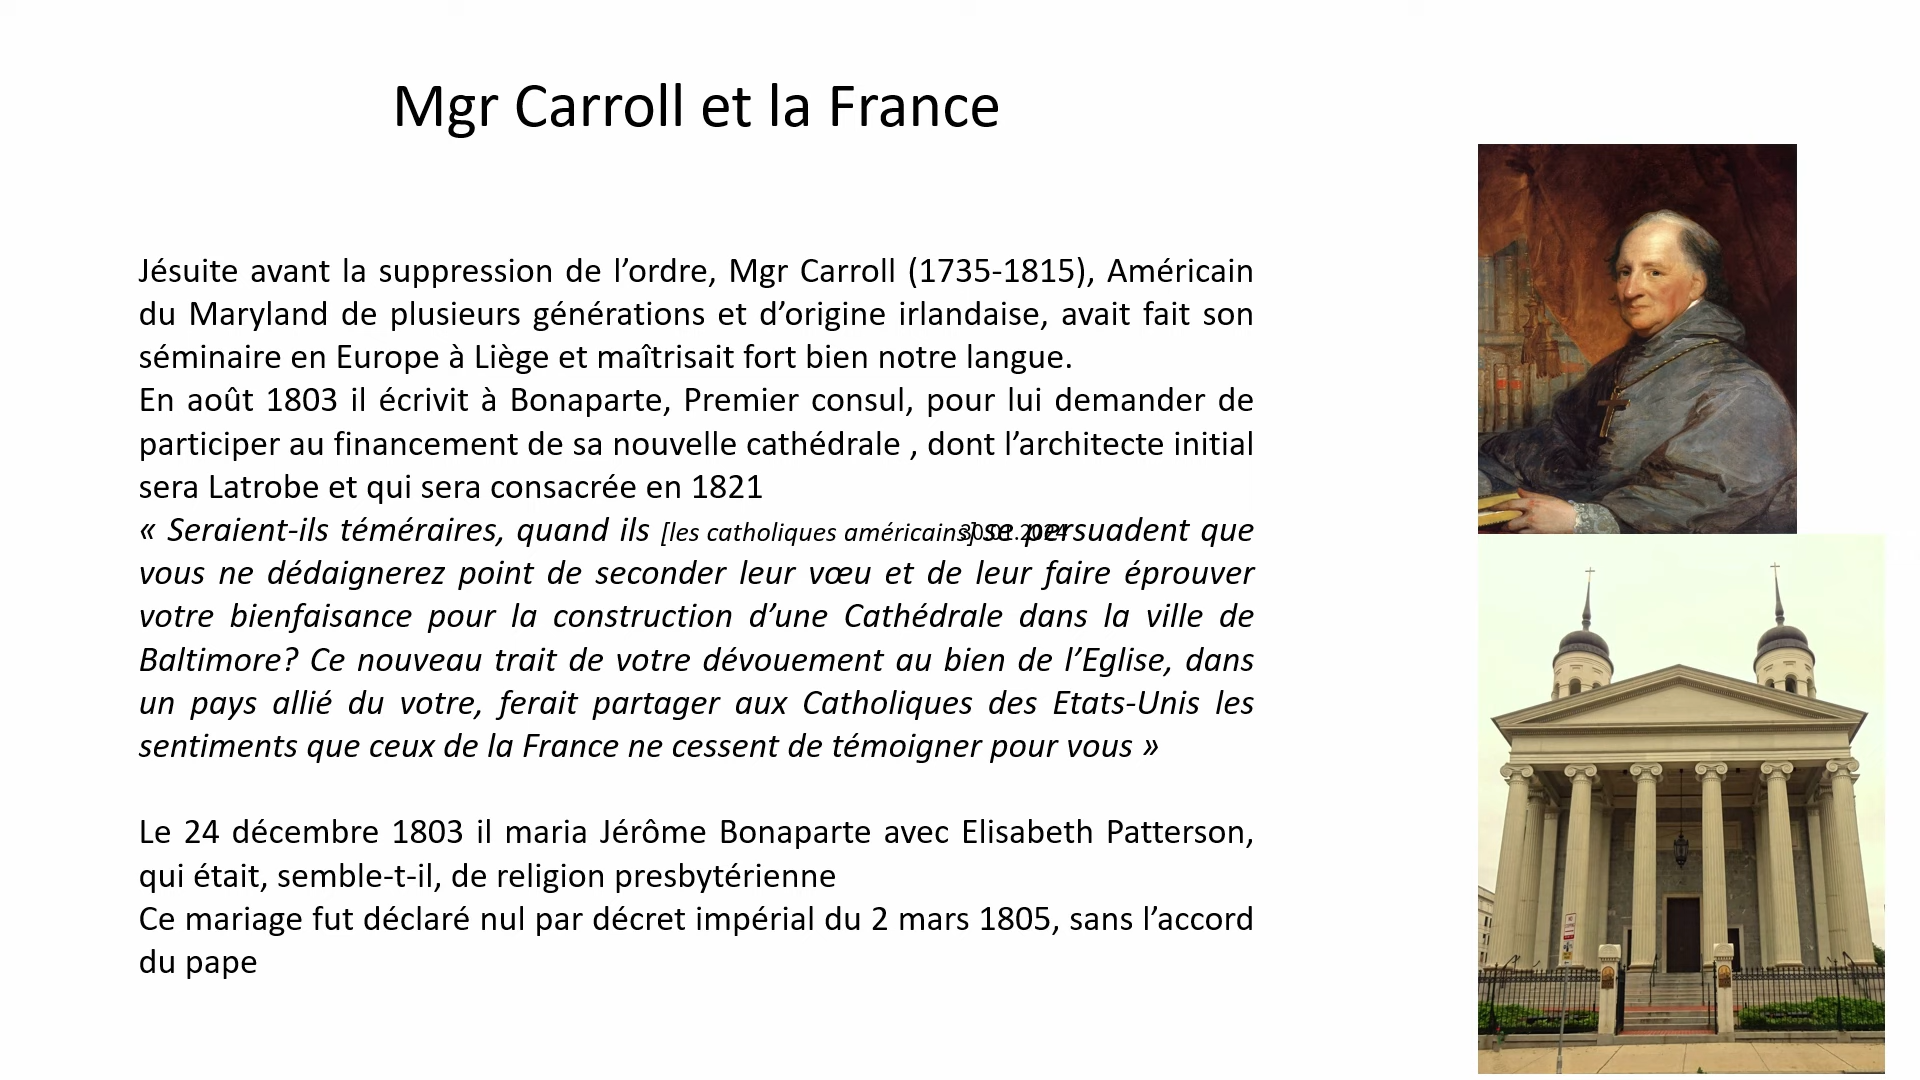 Mgr Carroll et la France
Jésuite avant la suppression de l’ordre, Mgr Carroll (1735-1815), Américain
du Maryland de plusieurs générations et d’origine irlandaise, avait fait son
séminaire en Europe à Liège et maîtrisait fort bien notre langue.
En août 1803 il écrivit à Bonaparte, Premier consul, pour lui demander de
participer au financement de sa nouvelle cathédrale , dont l’architecte initial
sera Latrobe et qui sera consacrée en 1821
« Seraient-ils téméraires, quand ils [les catholiques américains] se persuadent que
30.01.2024
vous ne dédaignerez point de seconder leur vœu et de leur faire éprouver
votre bienfaisance pour la construction d’une Cathédrale dans la ville de
Baltimore? Ce nouveau trait de votre dévouement au bien de l’Eglise, dans
un pays allié du votre, ferait partager aux Catholiques des Etats-Unis les
sentiments que ceux de la France ne cessent de témoigner pour vous »
Le 24 décembre 1803 il maria Jérôme Bonaparte avec Elisabeth Patterson,
qui était, semble-t-il, de religion presbytérienne
Ce mariage fut déclaré nul par décret impérial du 2 mars 1805, sans l’accord
du pape